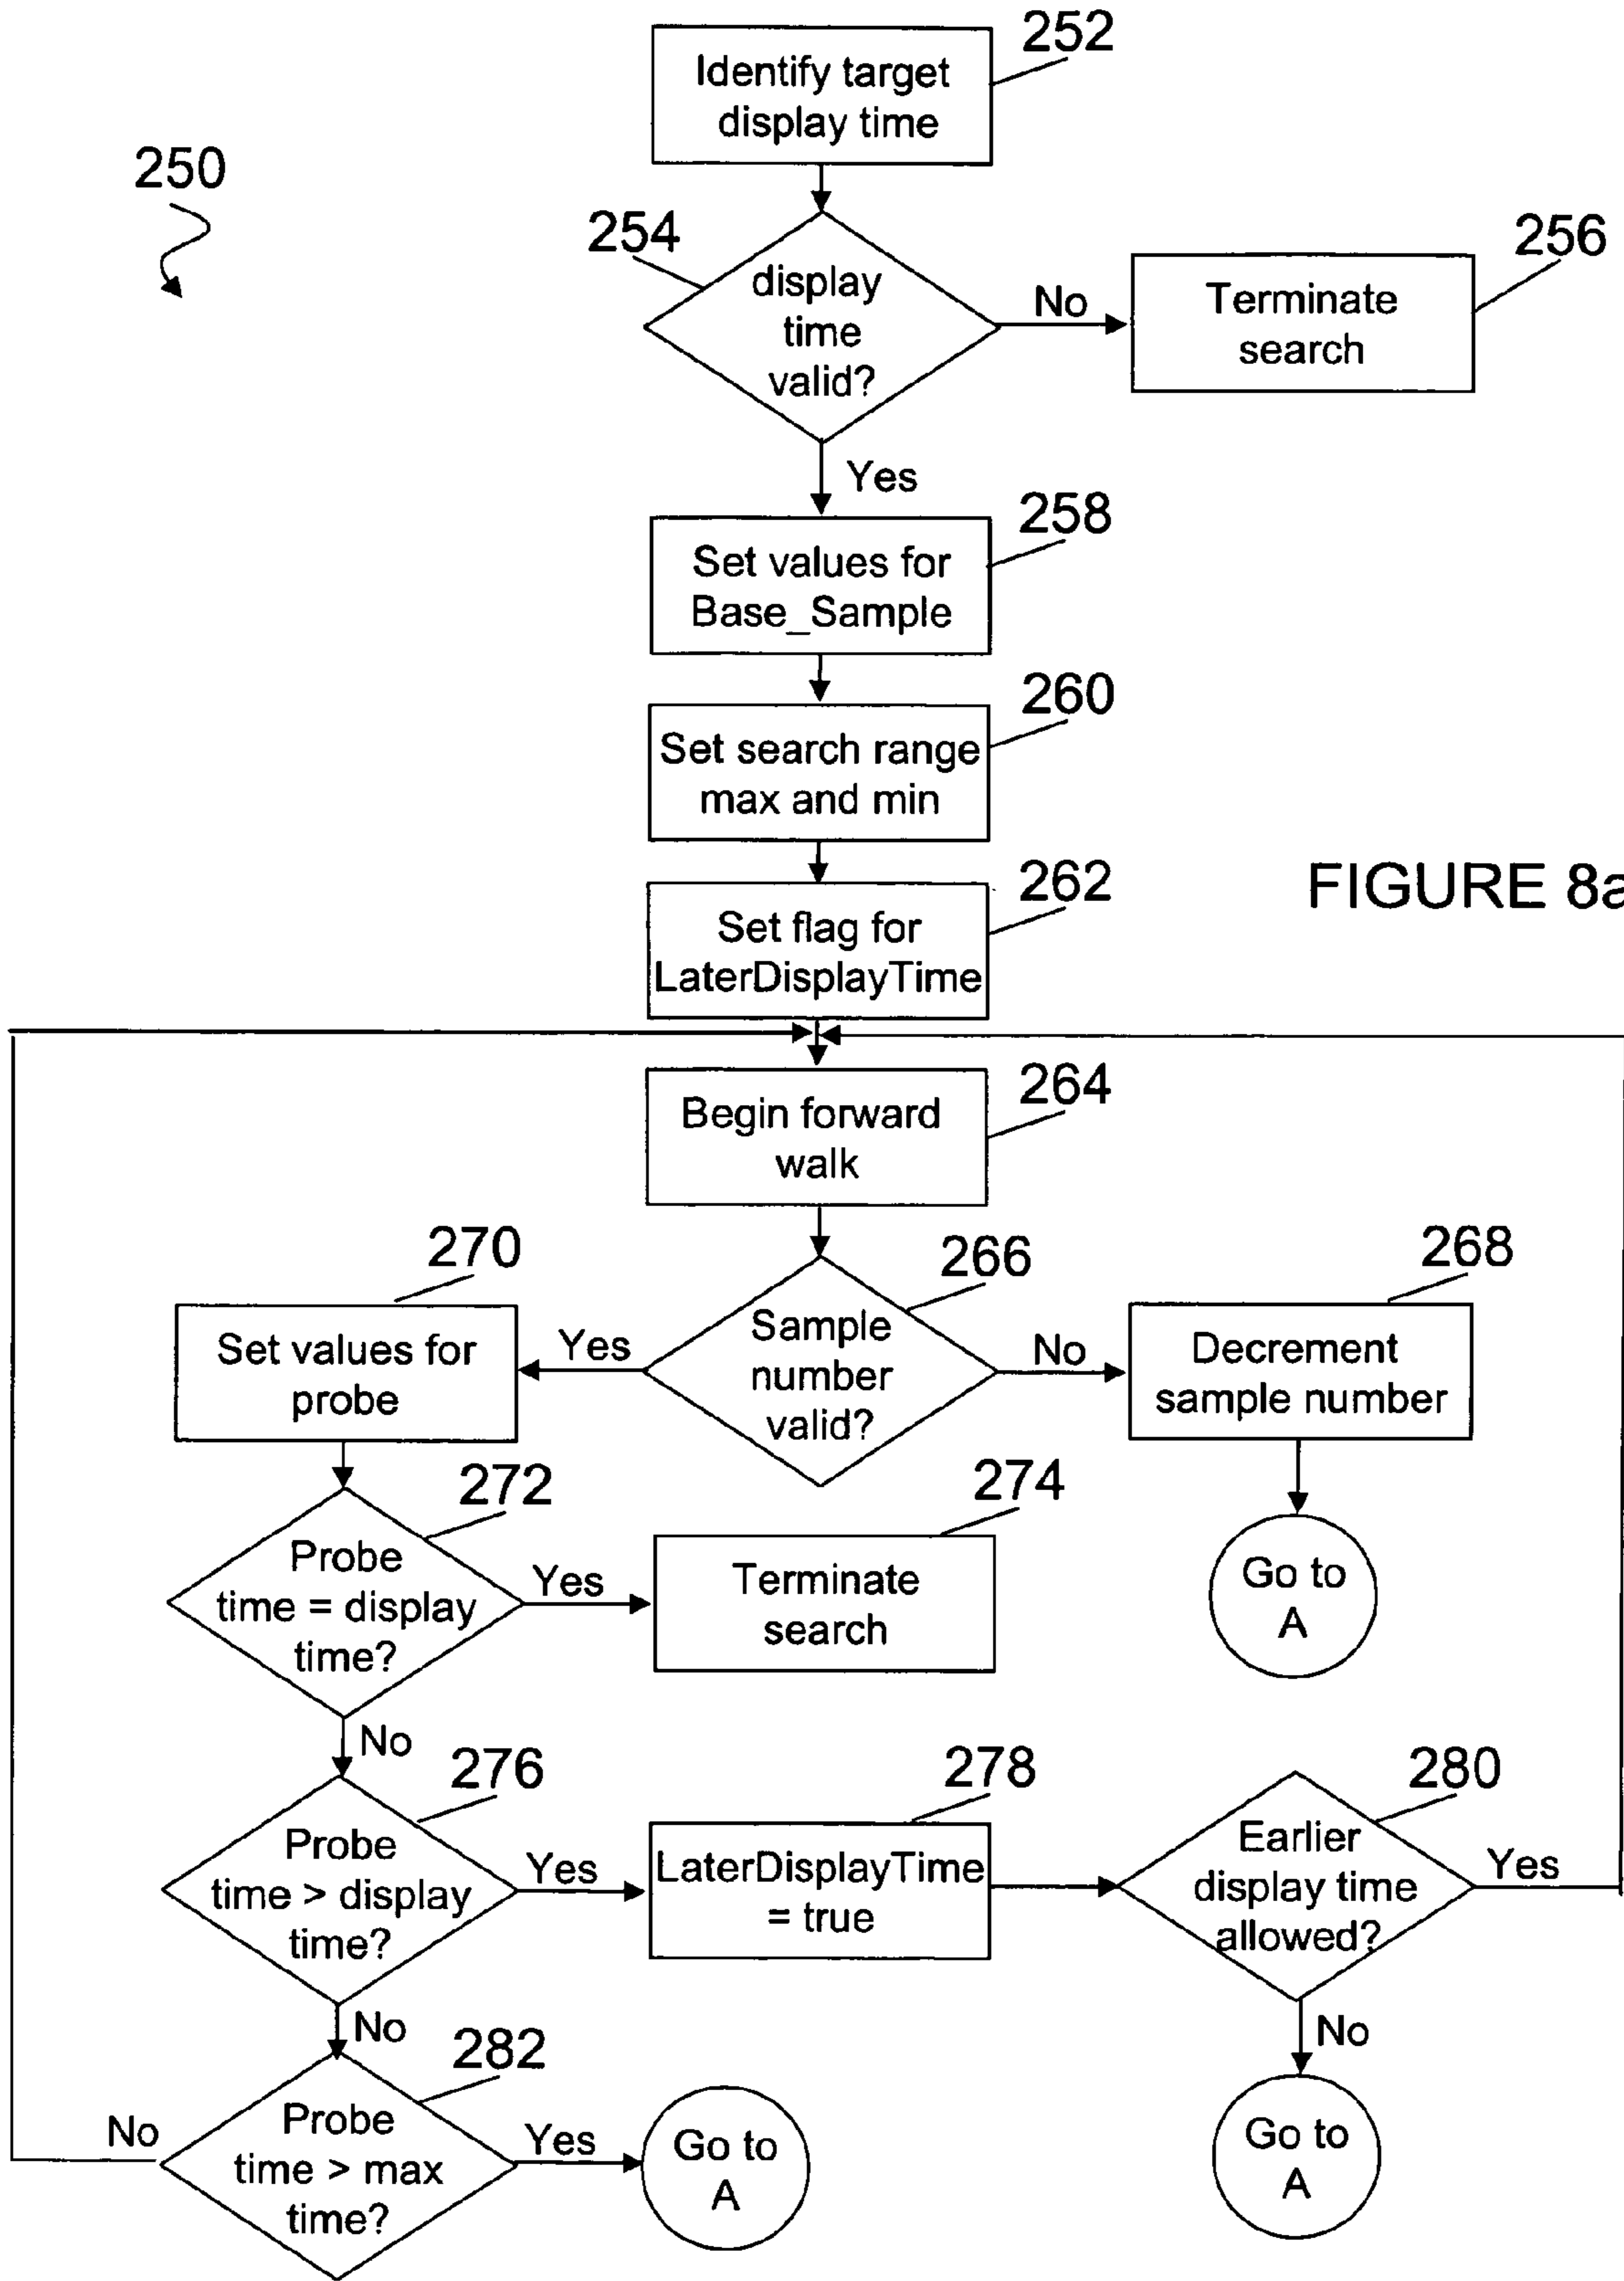 252
Identify target
display time
250
254
display
time
valid?
No
256
Terminate
search
Yes
258
Set values for
Base_Sample
260
Set search range
max and min
262
Set flag for
LaterDisplayTime
FIGURE 8a
264
Begin forward
walk
270
Set values for
probe
Yes
266
Sample
number
valid?
No
268
Decrement
sample number
Go to
A
272
Probe
time = display
time?
Yes
274
Terminate
search
No
276
Probe
time > display
time?
Yes
278
LaterDisplayTime
= true
280
Earlier
display time
allowed?
Yes
No
Go to
A
No
282
Probe
time > max
time?
No
Yes
Go to
A